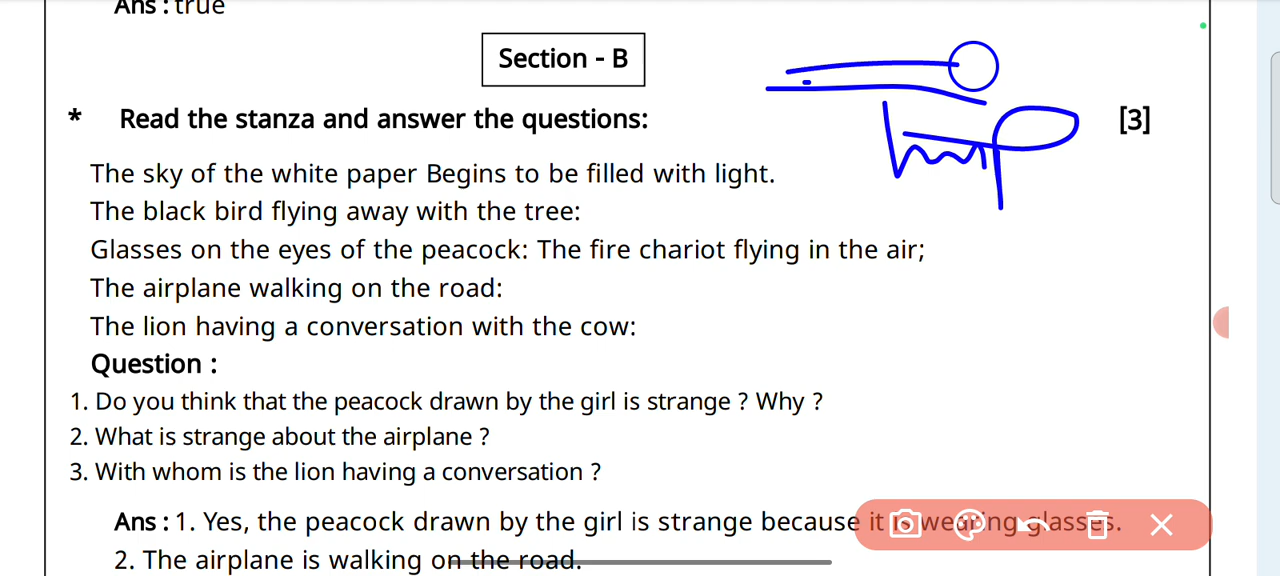 Ans : true
Section - B
* Read the stanza and answer the questions: [3]
The sky of the white paper Begins to be filled with light.
The black bird flying away with the tree:
Glasses on the eyes of the peacock: The fire chariot flying in the air;
The airplane walking on the road:
The lion having a conversation with the cow:
Question :
1. Do you think that the peacock drawn by the girl is strange ? Why ?
2. What is strange about the airplane ?
3. With whom is the lion having a conversation ?
Ans : 1. Yes, the peacock drawn by the girl is strange because it is wearing glasses.
2. The airplane is walking on the road.